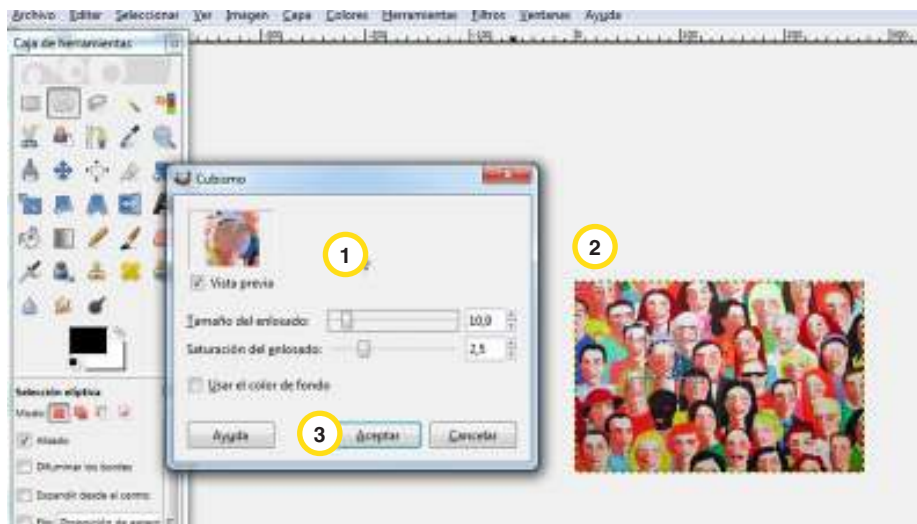 Archivo Editar Seleccionar Ver Imagen Capa Colores Herramientas Filtros Ventanas Ayuda
Caja de herramientas
Cubismo
1
2
Vista previa
Tamaño del enlosado: 10,0
Saturación del enlosado: 2,5
Usar el color de fondo
Ayuda
3
Aceptar
Cancelar
Selección elíptica
Modo:
Alisado
Difuminar los bordes
Expandir desde el centro